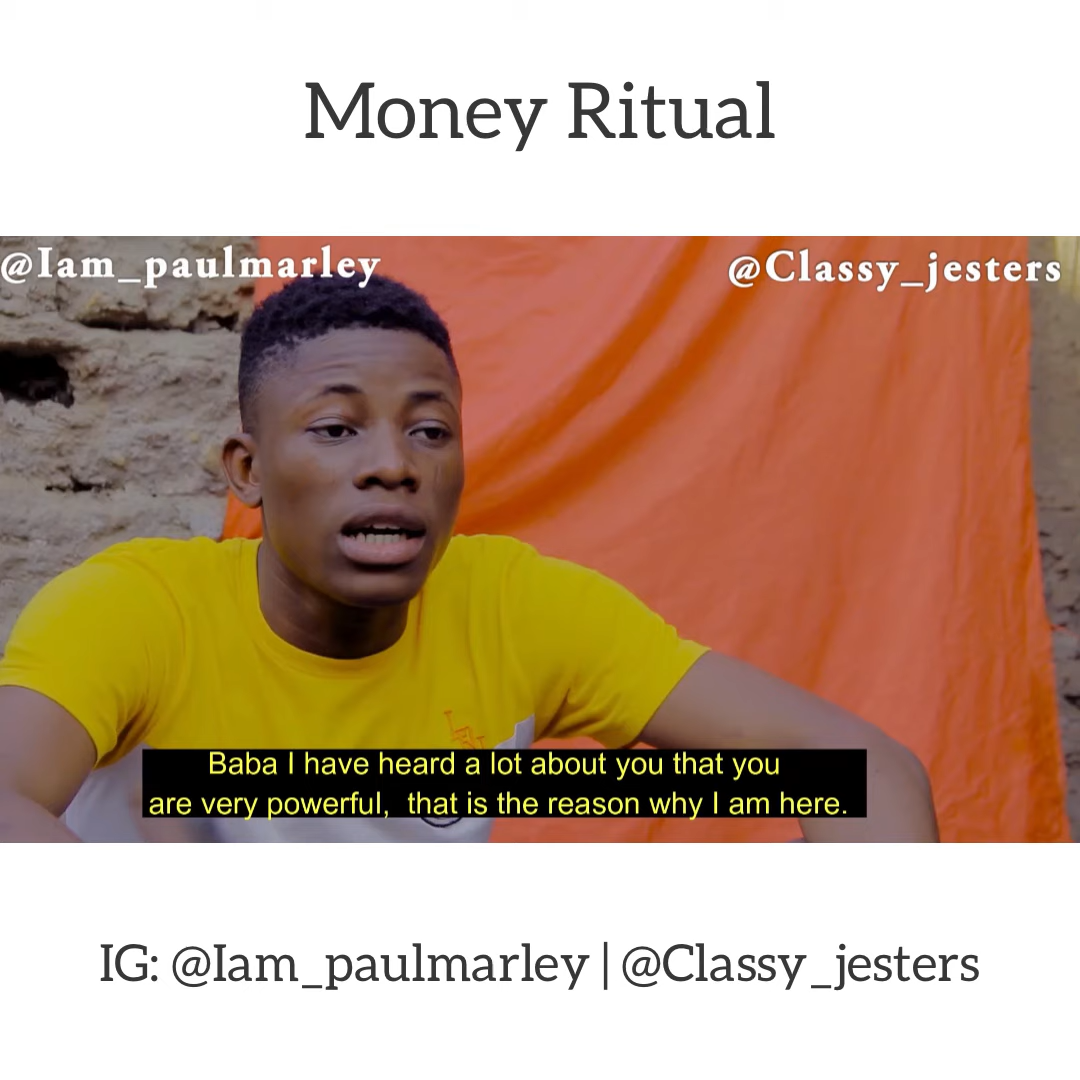 Money Ritual
@Iam_paulmarley
@Classy_jesters
Baba I have heard a lot about you that you
are very powerful,  that is the reason why I am here.
IG: @Iam_paulmarley | @Classy_jesters